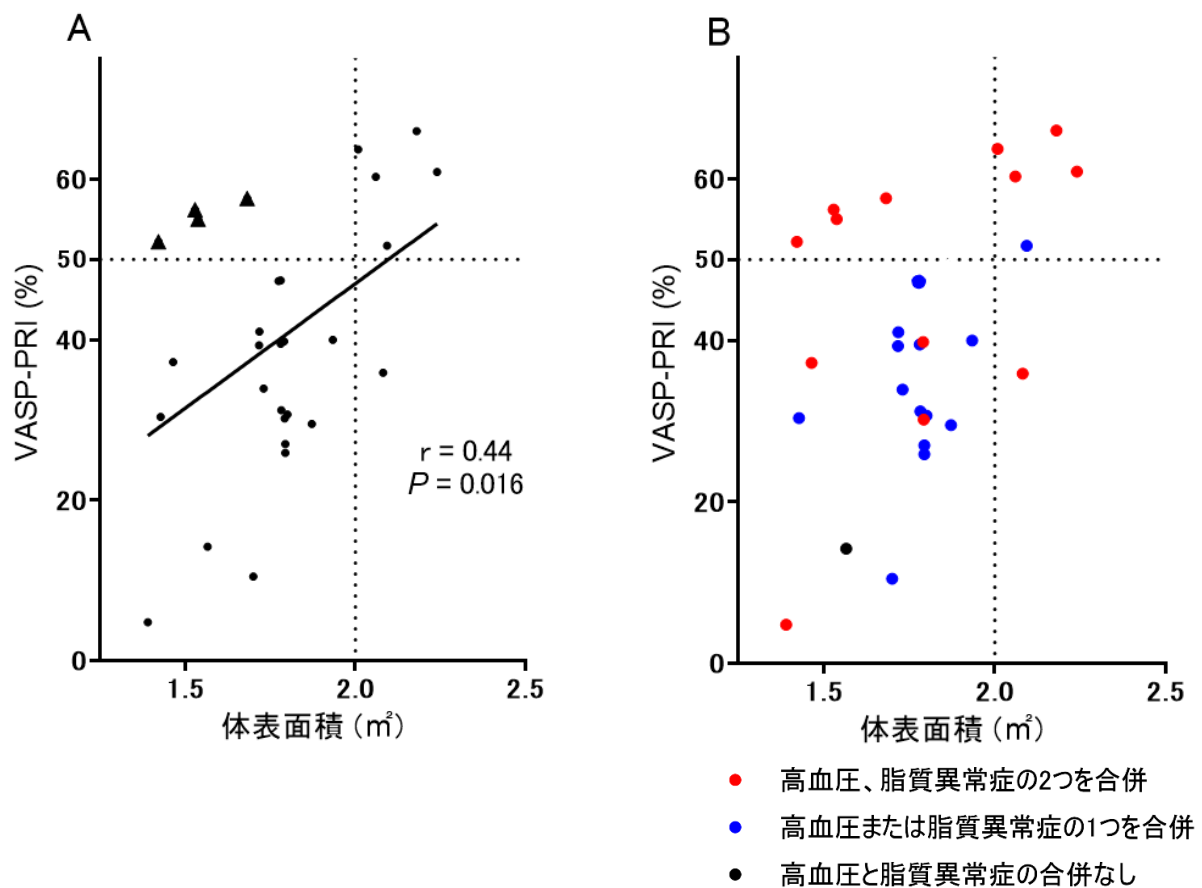 A
VASP-PRI (%)
60
50
40
20
0
1.5
2.0
2.5
体表面積(㎡)
r = 0.44
P = 0.016
B
VASP-PRI (%)
60
50
40
20
0
1.5
2.0
2.5
体表面積(㎡)
高血圧、脂質異常症の2つを合併
高血圧または脂質異常症の1つを合併
高血圧と脂質異常症の合併なし